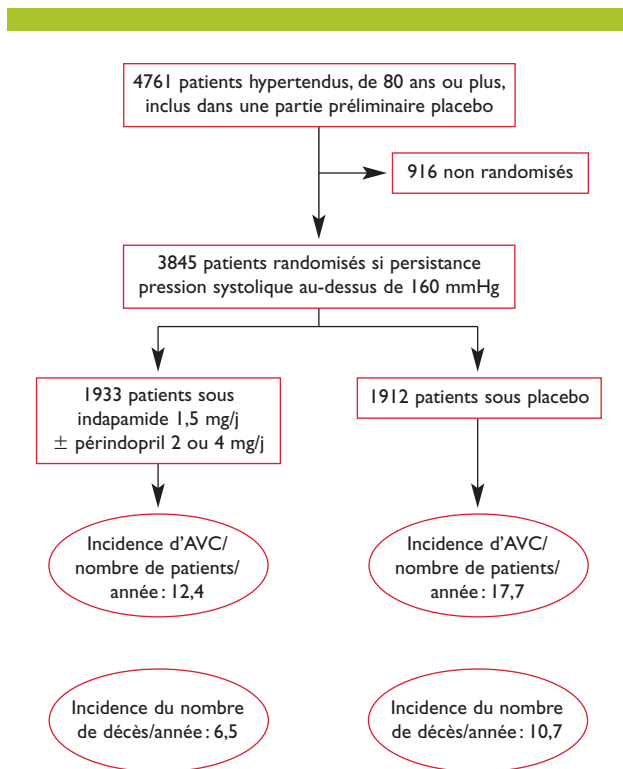 4761 patients hypertendus, de 80 ans ou plus,
inclus dans une partie préliminaire placebo
916 non randomisés
3845 patients randomisés si persistance
pression systolique au-dessus de 160 mmHg
1933 patients sous
indapamide 1,5 mg/j
± périndopril 2 ou 4 mg/j
1912 patients sous placebo
Incidence d'AVC/
nombre de patients/
année : 12,4
Incidence d'AVC/
nombre de patients/
année : 17,7
Incidence du nombre
de décès/année : 6,5
Incidence du nombre
de décès/année : 10,7